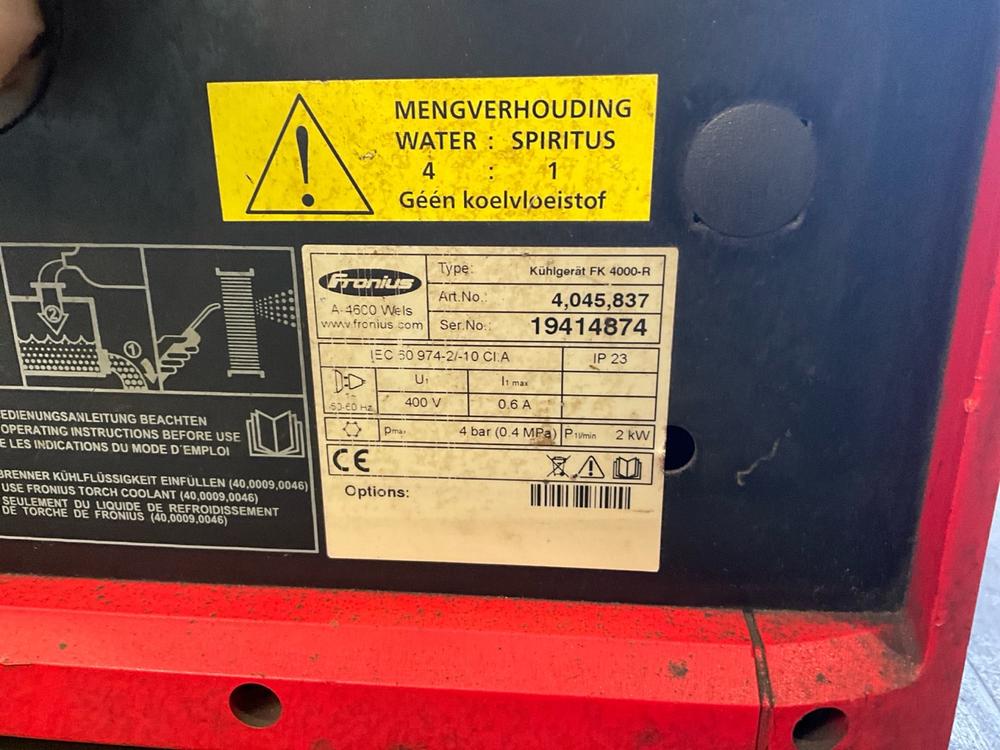 MENGVERHOUDING
WATER : SPIRITUS
4 : 1
Géén koelvloeistof
Fronius
A-4600 Wels
www.fronius.com
Type: Kühlgerät FK 4000-R
Art.No.: 4,045,837
Ser.No.: 19414874
IEC 60 974-2/-10 Cl.A IP 23
U1 I1 max
50-60 Hz 400 V 0.6 A
pmax 4 bar (0.4 MPa) P1l/min 2 kW
CE
Options:
2
1
EDIENUNGSANLEITUNG BEACHTEN
OPERATING INSTRUCTIONS BEFORE USE
E LES INDICATIONS DU MODE D'EMPLOI
BRENNER KÜHLFLÜSSIGKEIT EINFÜLLEN (40,0009,0046)
USE FRONIUS TORCH COOLANT (40,0009,0046)
SEULEMENT DU LIQUIDE DE REFROIDISSEMENT
DE TORCHE DE FRONIUS (40,0009,0046)